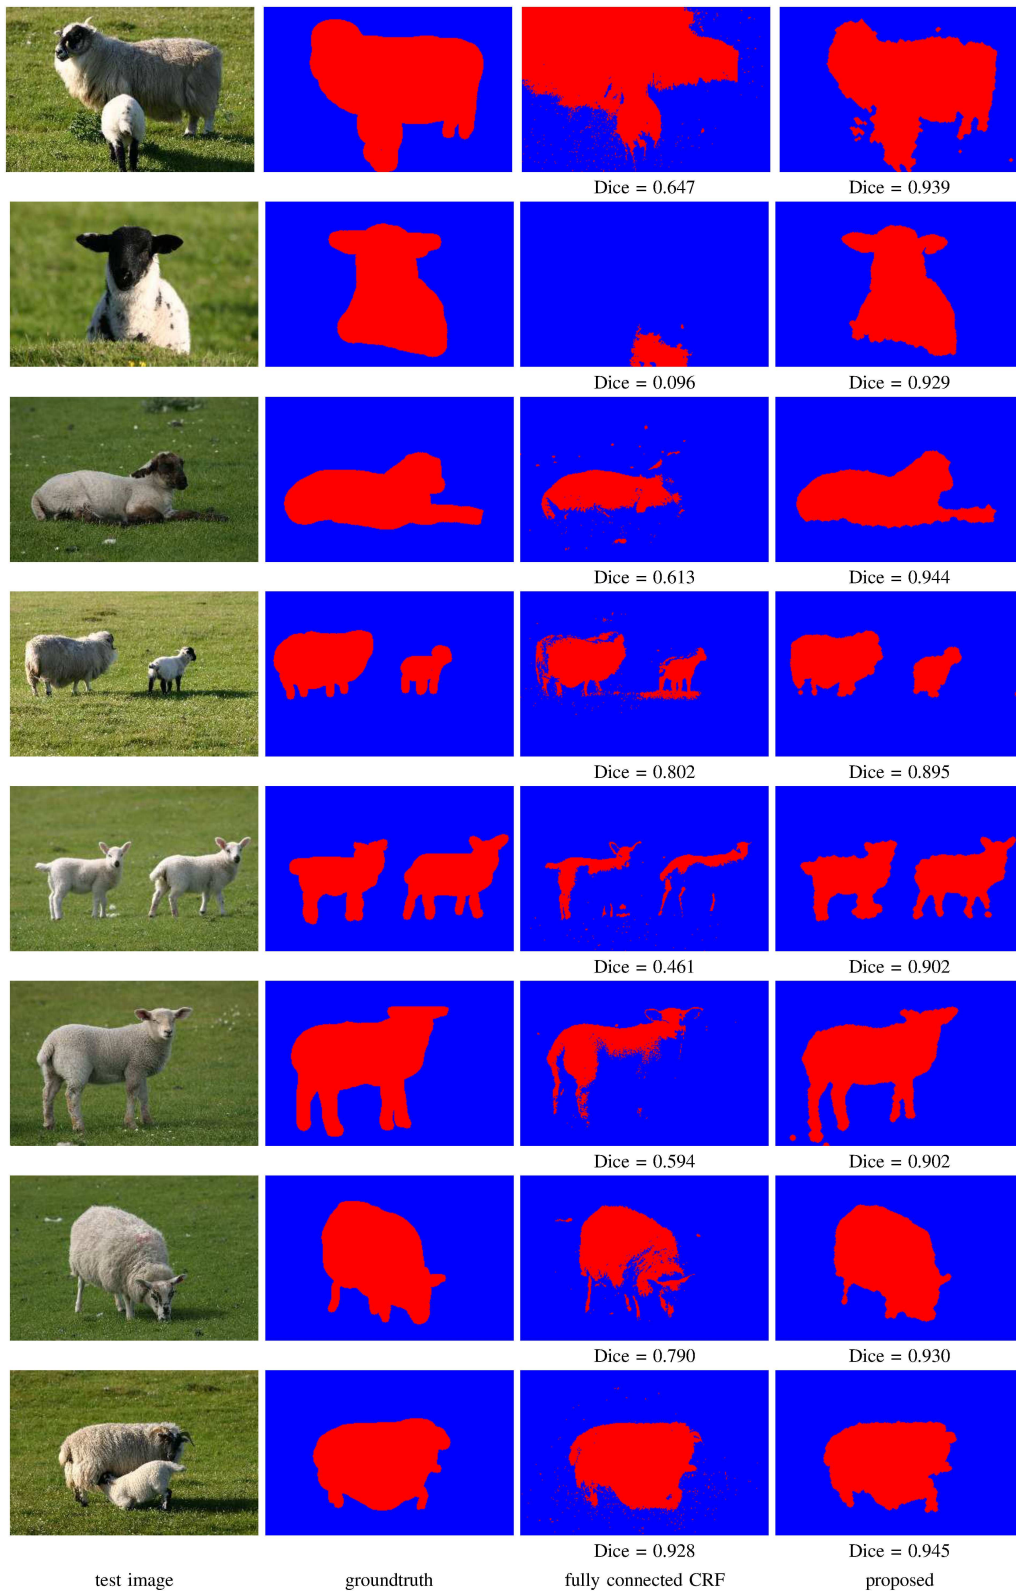 Dice = 0.647 Dice = 0.939
Dice = 0.096 Dice = 0.929
Dice = 0.613 Dice = 0.944
Dice = 0.802 Dice = 0.895
Dice = 0.461 Dice = 0.902
Dice = 0.594 Dice = 0.902
Dice = 0.790 Dice = 0.930
Dice = 0.928 Dice = 0.945
test image groundtruth fully connected CRF proposed